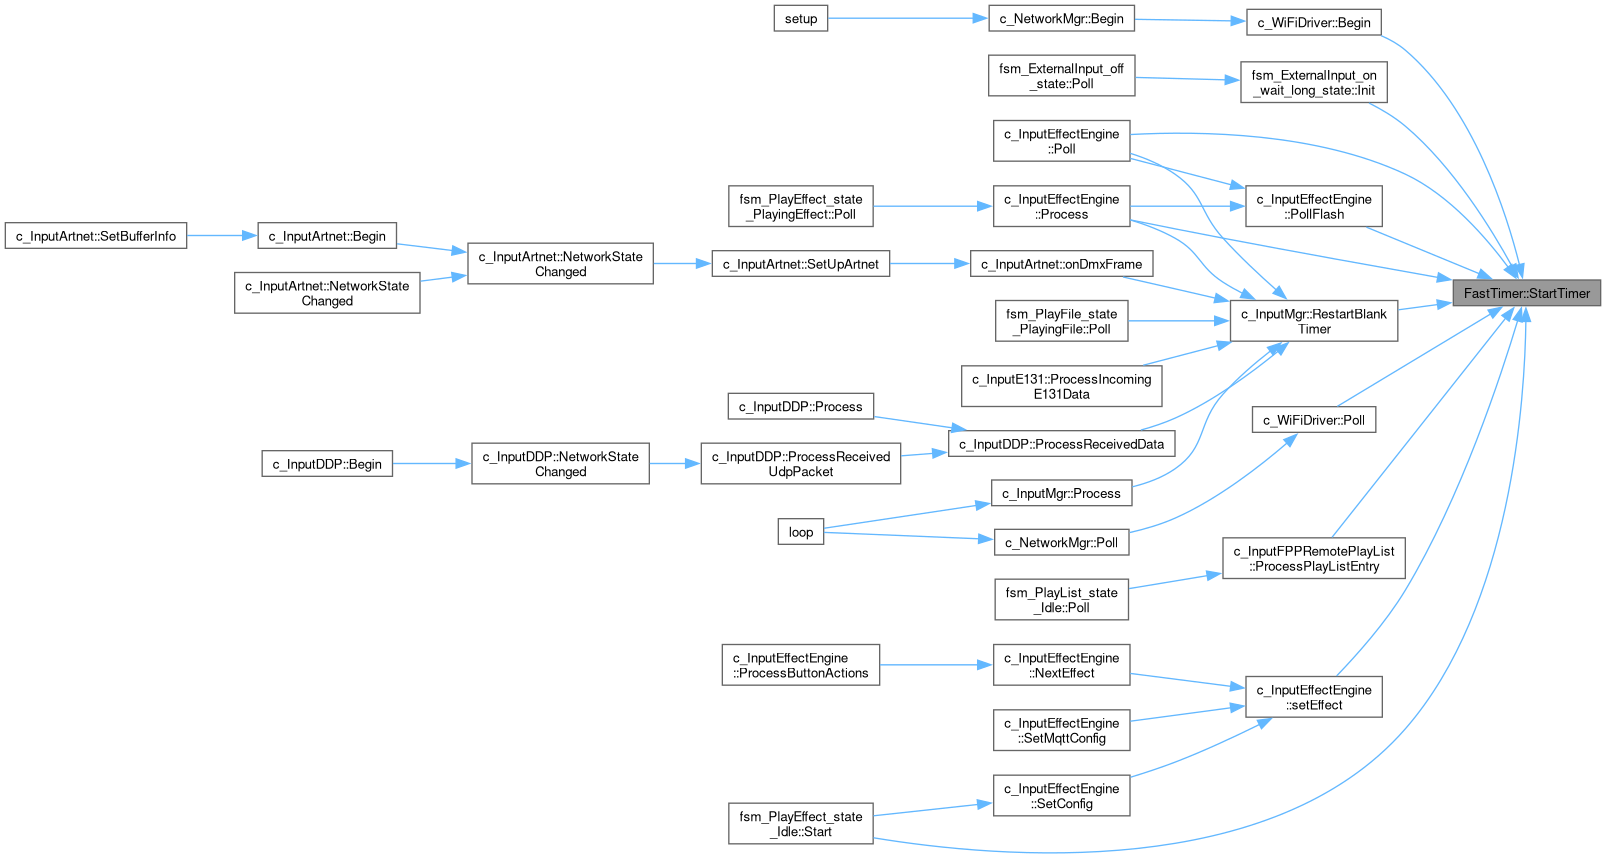 setup
c_NetworkMgr::Begin
c_WiFiDriver::Begin
fsm_ExternalInput_off
_state::Poll
fsm_ExternalInput_on
_wait_long_state::Init
c_InputEffectEngine
::Poll
fsm_PlayEffect_state
_PlayingEffect::Poll
c_InputEffectEngine
::Process
c_InputEffectEngine
::PollFlash
c_InputArtnet::SetBufferInfo
c_InputArtnet::Begin
c_InputArtnet::NetworkState
Changed
c_InputArtnet::NetworkState
Changed
c_InputArtnet::SetUpArtnet
c_InputArtnet::onDmxFrame
FastTimer::StartTimer
fsm_PlayFile_state
_PlayingFile::Poll
c_InputMgr::RestartBlank
Timer
c_InputE131::ProcessIncoming
E131Data
c_InputDDP::Process
c_WiFiDriver::Poll
c_InputDDP::ProcessReceivedData
c_InputDDP::Begin
c_InputDDP::NetworkState
Changed
c_InputDDP::ProcessReceived
UdpPacket
c_InputMgr::Process
loop
c_NetworkMgr::Poll
c_InputFPPRemotePlayList
::ProcessPlayListEntry
fsm_PlayList_state
_Idle::Poll
c_InputEffectEngine
::ProcessButtonActions
c_InputEffectEngine
::NextEffect
c_InputEffectEngine
::setEffect
c_InputEffectEngine
::SetMqttConfig
c_InputEffectEngine
::SetConfig
fsm_PlayEffect_state
_Idle::Start